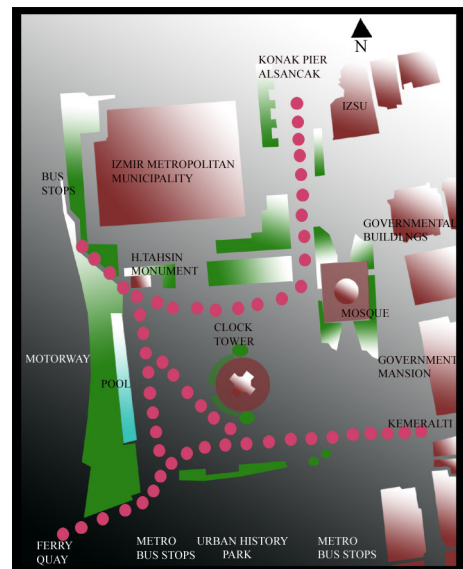 N
KONAK PIER
ALSANCAK
IZSU
IZMIR METROPOLITAN
MUNICIPALITY
BUS
STOPS
GOVERNMENTAL
BUILDINGS
H.TAHSIN
MONUMENT
MOSQUE
CLOCK
TOWER
MOTORWAY
GOVERNMENT
MANSION
POOL
KEMERALTI
FERRY
QUAY
METRO
BUS STOPS
URBAN HISTORY
PARK
METRO
BUS STOPS